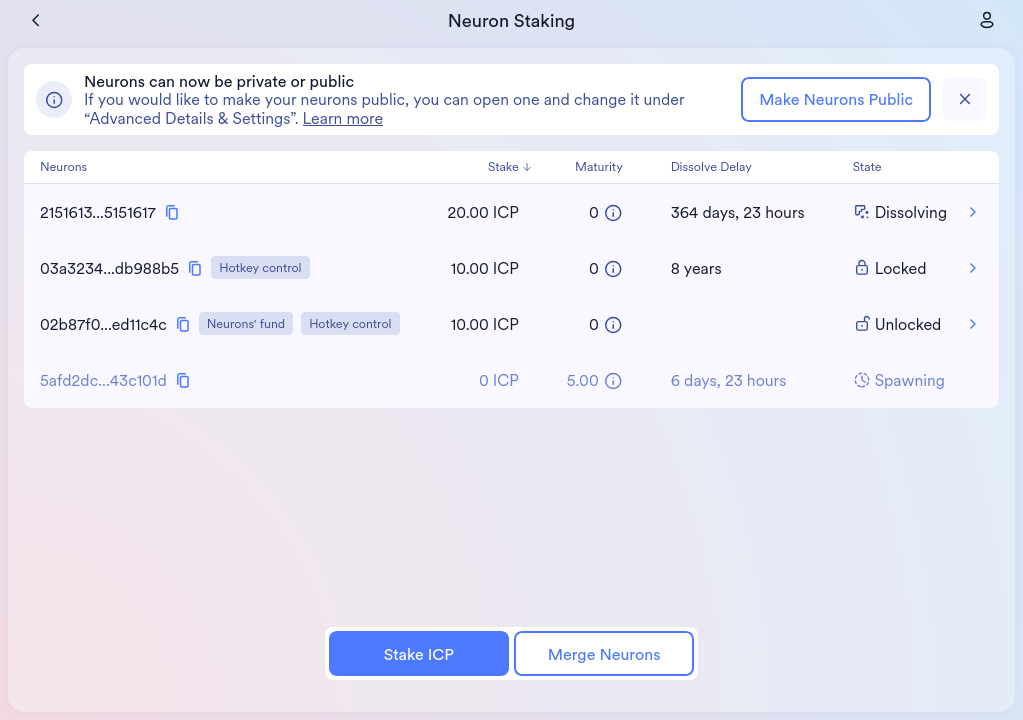 Neuron Staking
Neurons can now be private or public
If you would like to make your neurons public, you can open one and change it under
“Advanced Details & Settings”. Learn more
Make Neurons Public
Neurons Stake Maturity Dissolve Delay State
2151613...5151617 20.00 ICP 0 364 days, 23 hours Dissolving
03a3234...db988b5 Hotkey control 10.00 ICP 0 8 years Locked
02b87f0...ed11c4c Neurons' fund Hotkey control 10.00 ICP 0 Unlocked
5afd2dc...43c101d 0 ICP 5.00 6 days, 23 hours Spawning
Stake ICP Merge Neurons